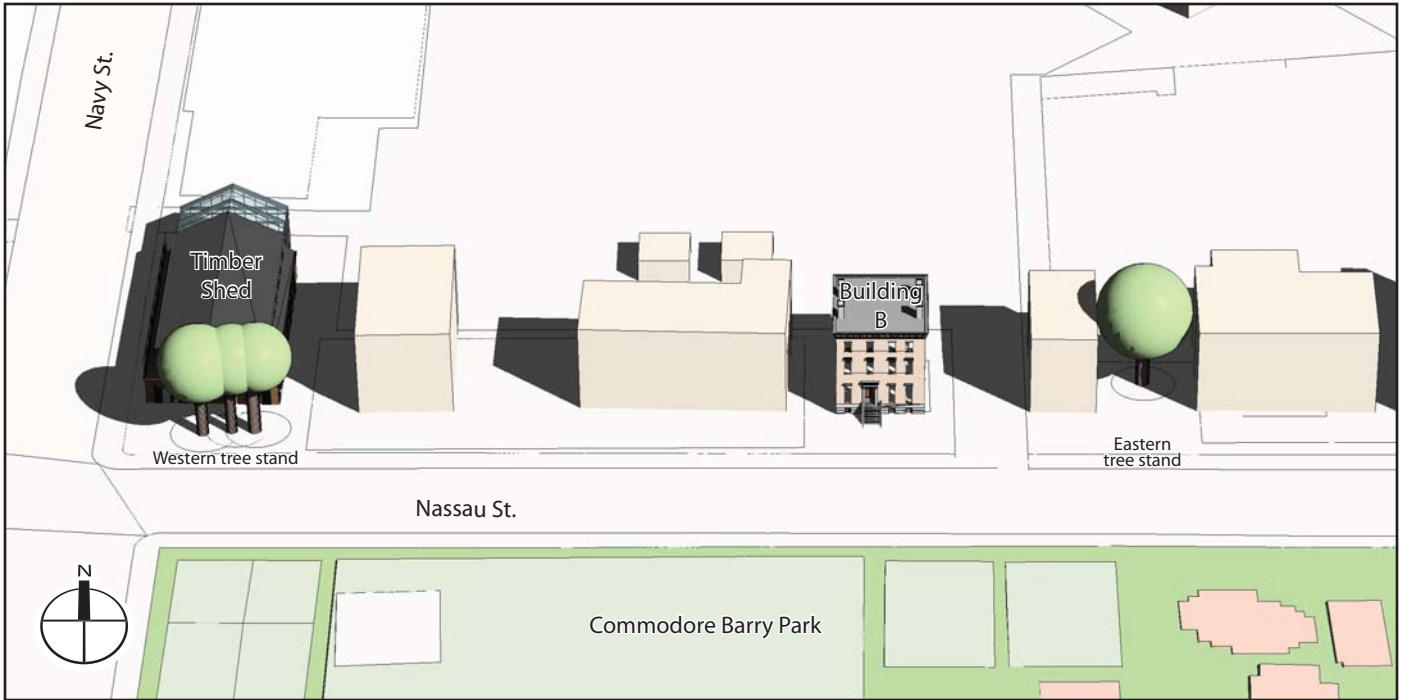 Navy St.
Timber
Shed
Building
B
Western tree stand
Eastern
tree stand
Nassau St.
N
Commodore Barry Park